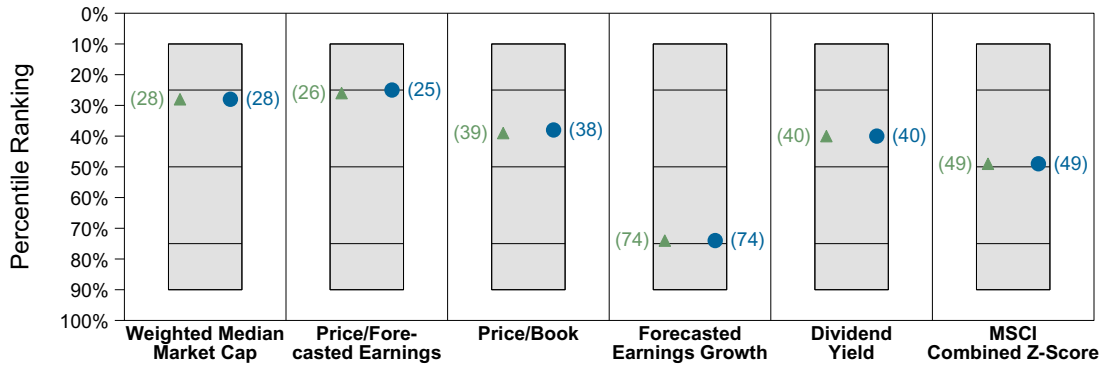 Percentile Ranking
0%
10%
20%
30%
40%
50%
60%
70%
80%
90%
100%
(28)
(28)
(26)
(25)
(39)
(38)
(74)
(74)
(40)
(40)
(49)
(49)
Weighted Median
Market Cap
Price/Fore-
casted Earnings
Price/Book
Forecasted
Earnings Growth
Dividend
Yield
MSCI
Combined Z-Score